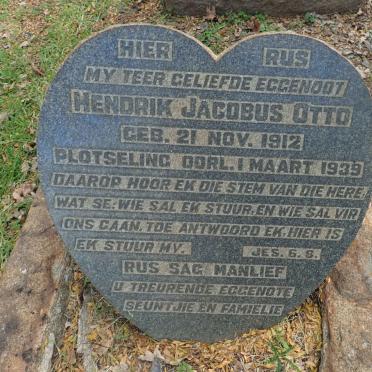 HIER RUS
MY TEER GELIEFDE EGGENOOT
HENDRIK JACOBUS OTTO
GEB. 21 NOV. 1912
PLOTSELING OORL. 1 MAART 1939
DAAROP HOOR EK DIE STEM VAN DIE HERE,
WAT SE: WIE SAL EK STUUR, EN WIE SAL VIR
ONS GAAN, TOE ANTWOORD EK, HIER IS
EK STUUR MY. JES. 6.8.
RUS SAG MANLIEF
U TREURENDE EGGENOTE
SEUNTJIE EN FAMIELIE